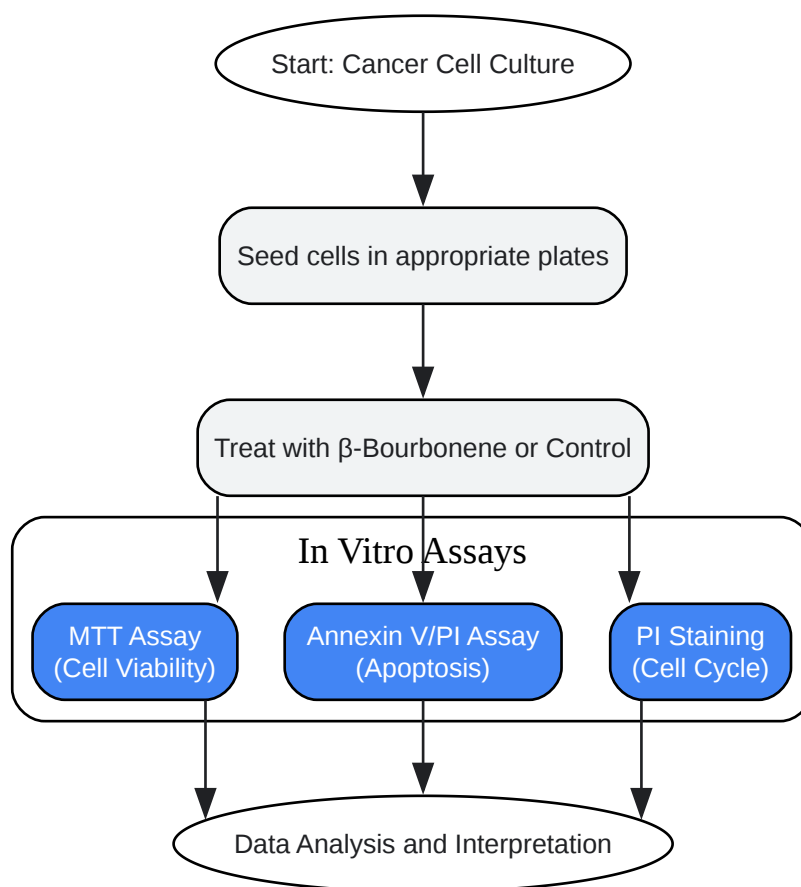 Start: Cancer Cell Culture
Seed cells in appropriate plates
Treat with β-Bourbonene or Control
In Vitro Assays
MTT Assay
(Cell Viability)
Annexin V/PI Assay
(Apoptosis)
PI Staining
(Cell Cycle)
Data Analysis and Interpretation